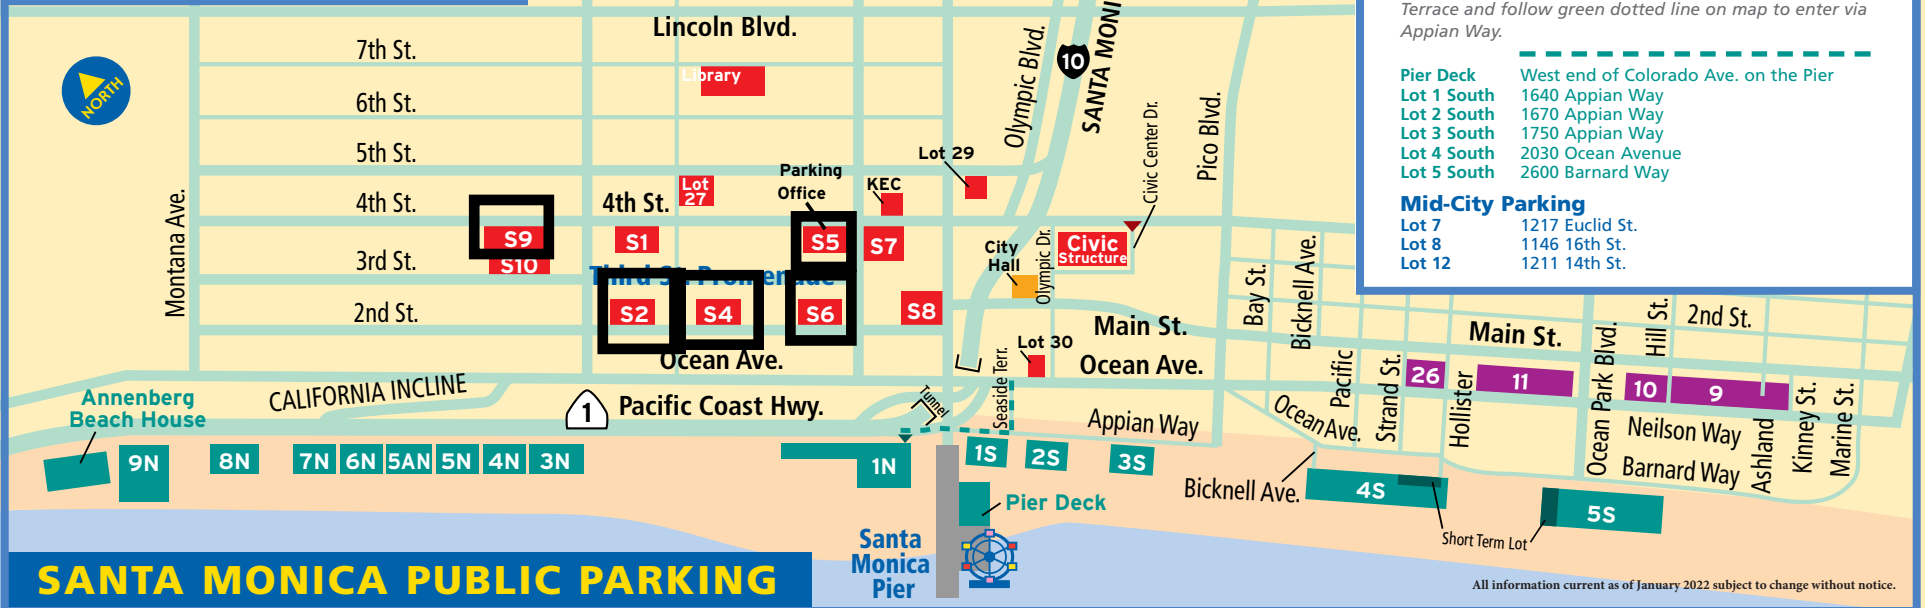 Terrace and follow green dotted line on map to enter via
Appian Way.
Pier Deck West end of Colorado Ave. on the Pier
Lot 1 South 1640 Appian Way
Lot 2 South 1670 Appian Way
Lot 3 South 1750 Appian Way
Lot 4 South 2030 Ocean Avenue
Lot 5 South 2600 Barnard Way
Mid-City Parking
Lot 7 1217 Euclid St.
Lot 8 1146 16th St.
Lot 12 1211 14th St.
Lincoln Blvd.
7th St.
Library
6th St.
5th St.
4th St.
4th St.
3rd St.
2nd St.
NORTH
Montana Ave.
Lot
27
Parking
Office
KEC
Lot 29
S9
S10
S1
S5
S7
Third St. Promenade
S2
S4
S6
S8
Ocean Ave.
Olympic Blvd.
10
SANTA MONI
Civic Center Dr.
Pico Blvd.
City
Hall
Olympic Dr.
Civic
Structure
Lot 30
Main St.
Ocean Ave.
Seaside Terr.
Bay St.
Bicknell Ave.
Pacific
Strand St.
Hollister
Main St.
Ocean Park Blvd.
Hill St.
2nd St.
26
11
10
9
Ashland
Kinney St.
Marine St.
Neilson Way
Barnard Way
Ocean Ave.
Appian Way
Tunnel
CALIFORNIA INCLINE
1
Pacific Coast Hwy.
Annenberg
Beach House
9N
8N
7N
6N
5AN
5N
4N
3N
1N
1S
2S
3S
Bicknell Ave.
4S
5S
Short Term Lot
Pier Deck
Santa
Monica
Pier
SANTA MONICA PUBLIC PARKING
All information current as of January 2022 subject to change without notice.